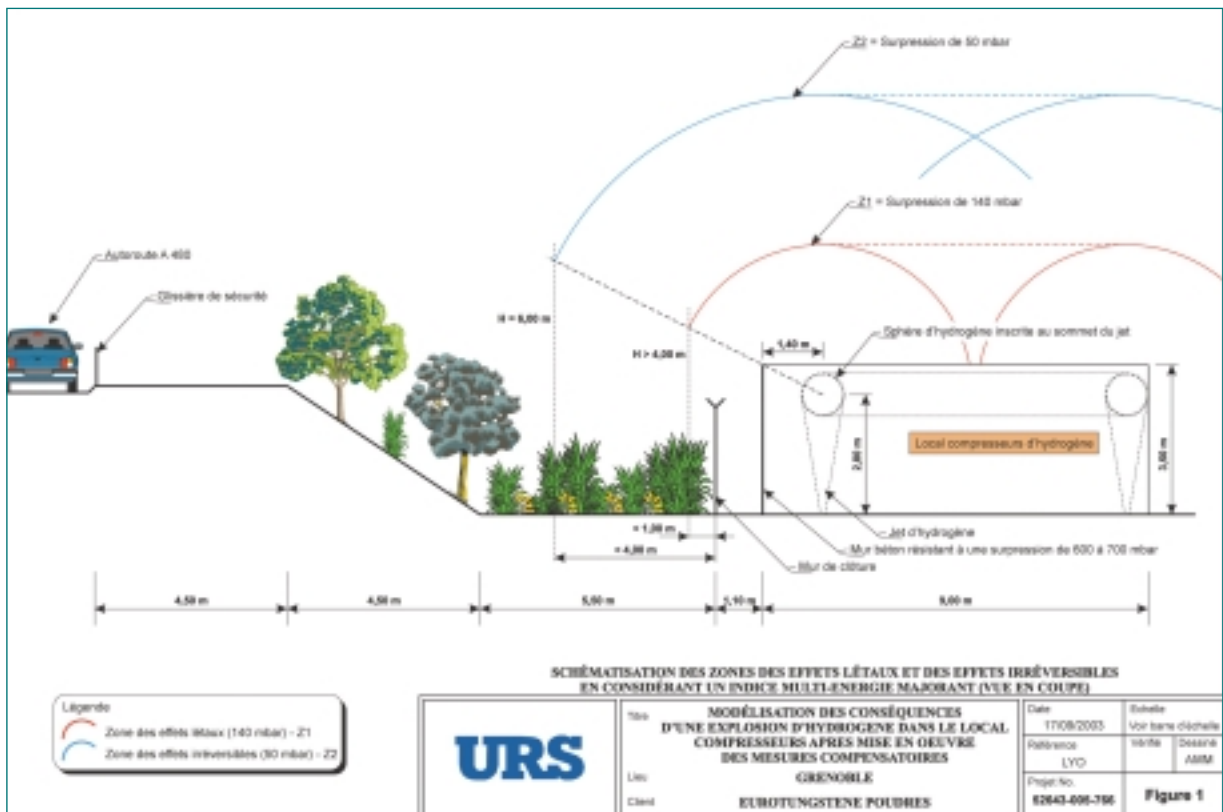 Z2 = Surpression de 50 mbar
Z1 = Surpression de 140 mbar
Autoroute A 480
Glissière de sécurité
H = 6,00 m
H > 4,00 m
1,40 m
Sphère d'hydrogène inscrite au sommet du jet
Local compresseurs d'hydrogène
2,80 m
3,50 m
= 1,00 m
= 4,00 m
Jet d'hydrogène
Mur béton résistant à une surpression de 600 à 700 mbar
Mur de clôture
4,50 m
4,50 m
5,50 m
1,10 m
9,00 m
SCHÉMATISATION DES ZONES DES EFFETS LÉTAUX ET DES EFFETS IRRÉVERSIBLES
EN CONSIDÉRANT UN INDICE MULTI-ENERGIE MAJORANT (VUE EN COUPE)
Légende
Zone des effets létaux (140 mbar) - Z1
Zone des effets irréversibles (50 mbar) - Z2
URS
Titre
MODÉLISATION DES CONSÉQUENCES
D'UNE EXPLOSION D'HYDROGENE DANS LE LOCAL
COMPRESSEURS APRES MISE EN OEUVRE
DES MESURES COMPENSATOIRES
Lieu
GRENOBLE
Client
EUROTUNGSTENE POUDRES
Date
17/09/2003
Echelle
Voir barre d'échelle
Référence
LYO
Vérifié
Dessiné
AMM
Projet No.
Figure 1